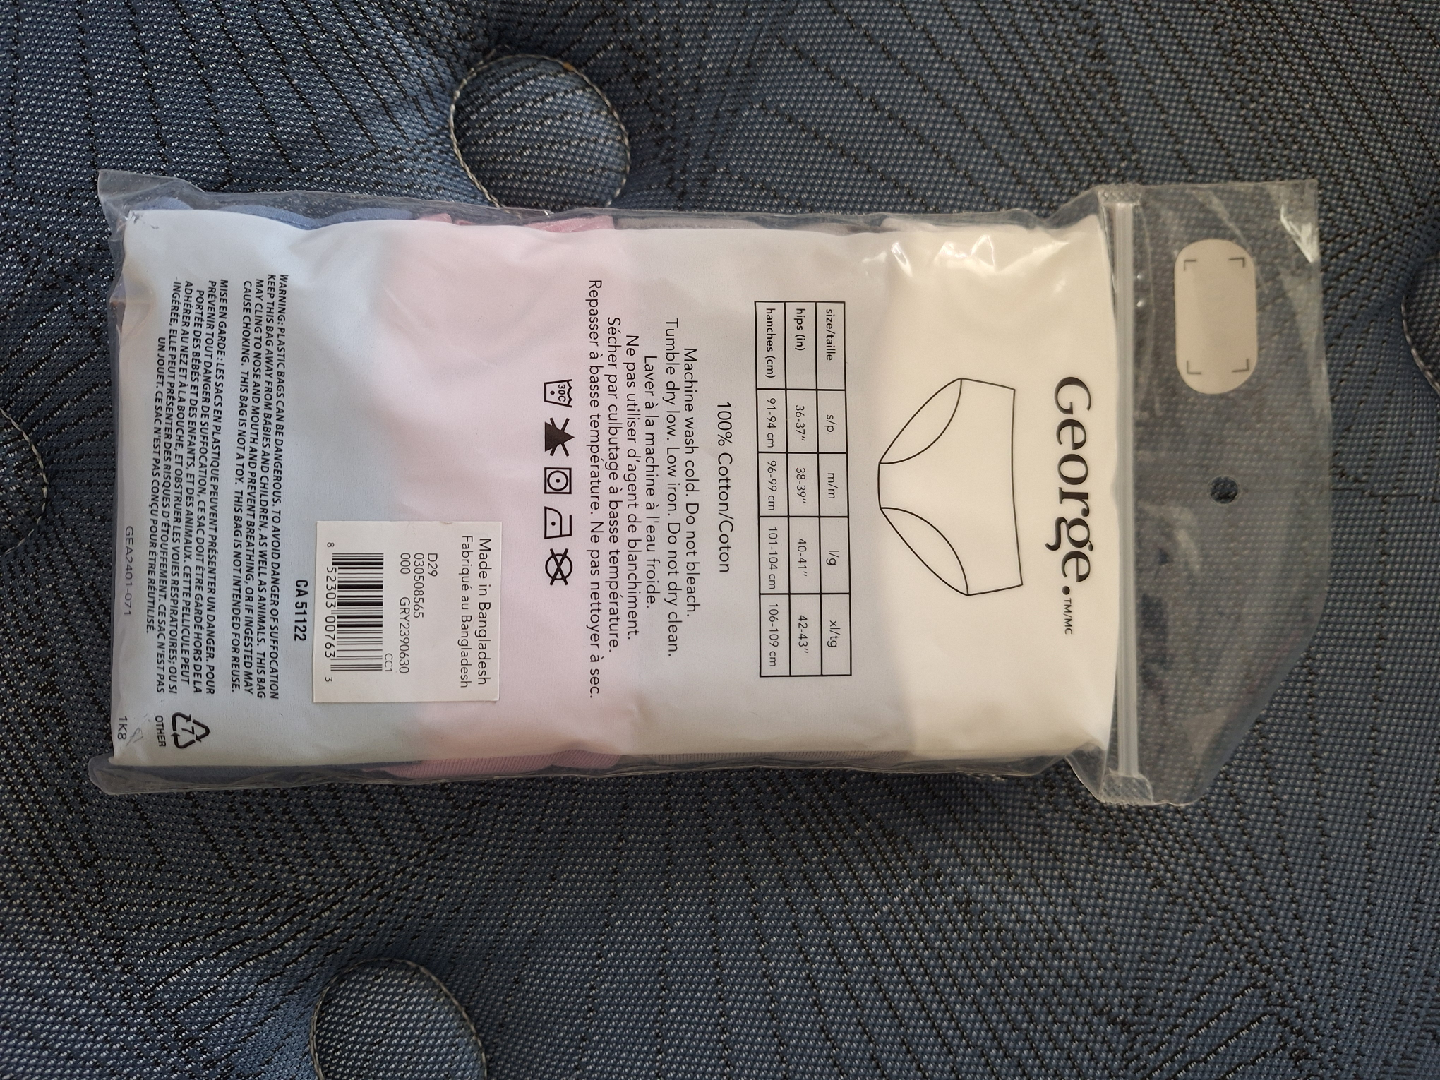 George.™/MC
size/taille s/p m/m l/g xl/tg
hips (in) 36-37" 38-39" 40-41" 42-43"
hanches (cm) 91-94 cm 96-99 cm 101-104 cm 106-109 cm
100% Cotton/Coton
Machine wash cold. Do not bleach.
Tumble dry low. Low iron. Do not dry clean.
Laver à la machine à l'eau froide.
Ne pas utiliser d'agent de blanchiment.
Sécher par culbutage à basse température.
Repasser à basse température. Ne pas nettoyer à sec.
30°C
Made in Bangladesh
Fabriqué au Bangladesh
D29
030508565
000 GRY2390630
CC1
8 52303 00763 3
CA 51122
WARNING: PLASTIC BAGS CAN BE DANGEROUS. TO AVOID DANGER OF SUFFOCATION
KEEP THIS BAG AWAY FROM BABIES AND CHILDREN, AS WELL AS ANIMALS. THIS BAG
MAY CLING TO NOSE AND MOUTH AND PREVENT BREATHING, OR IF INGESTED MAY
CAUSE CHOKING. THIS BAG IS NOT A TOY. THIS BAG IS NOT INTENDED FOR REUSE.
MISE EN GARDE : LES SACS EN PLASTIQUE PEUVENT PRÉSENTER UN DANGER. POUR
PRÉVENIR TOUT DANGER DE SUFFOCATION, CE SAC DOIT ÊTRE GARDÉ HORS DE LA
PORTÉE DES BÉBÉS ET DES ENFANTS, ET DES ANIMAUX. CETTE PELLICULE PEUT
ADHÉRER AU NEZ ET À LA BOUCHE, ET OBSTRUER LES VOIES RESPIRATOIRES; OU SI
INGÉRÉE, ELLE PEUT PRÉSENTER DES RISQUES D'ÉTOUFFEMENT. CE SAC N'EST PAS
UN JOUET. CE SAC N'EST PAS CONÇU POUR ÊTRE RÉUTILISÉ.
7
OTHER
GFA2401-071
1K8